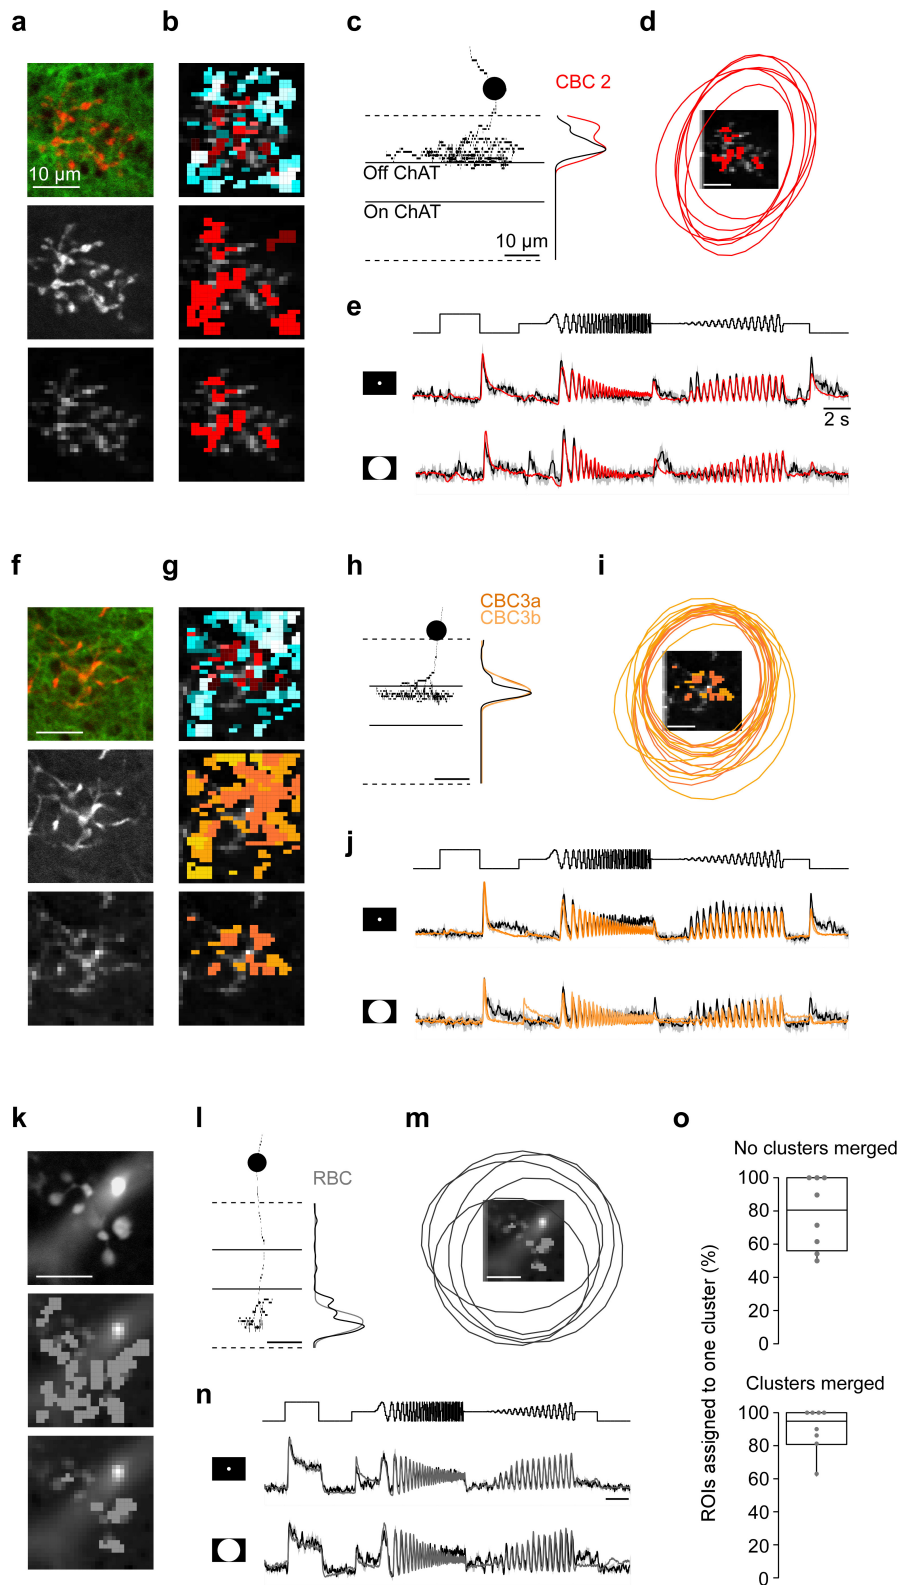 a
b
c
d
10 µm
CBC 2
Off ChAT
On ChAT
10 µm
e
2 s
f
g
h
i
CBC3a
CBC3b
j
k
l
m
o
RBC
No clusters merged
100
80
60
40
20
0
n
Clusters merged
100
80
60
40
20
0
ROIs assigned to one cluster (%)